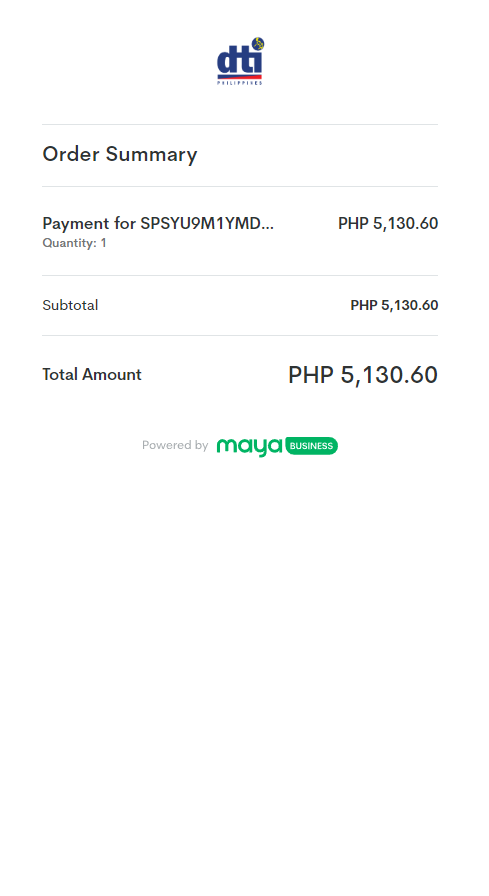 dti
PHILIPPINES
Order Summary
Payment for SPSYU9M1YMD... PHP 5,130.60
Quantity: 1
Subtotal PHP 5,130.60
Total Amount PHP 5,130.60
Powered by maya BUSINESS